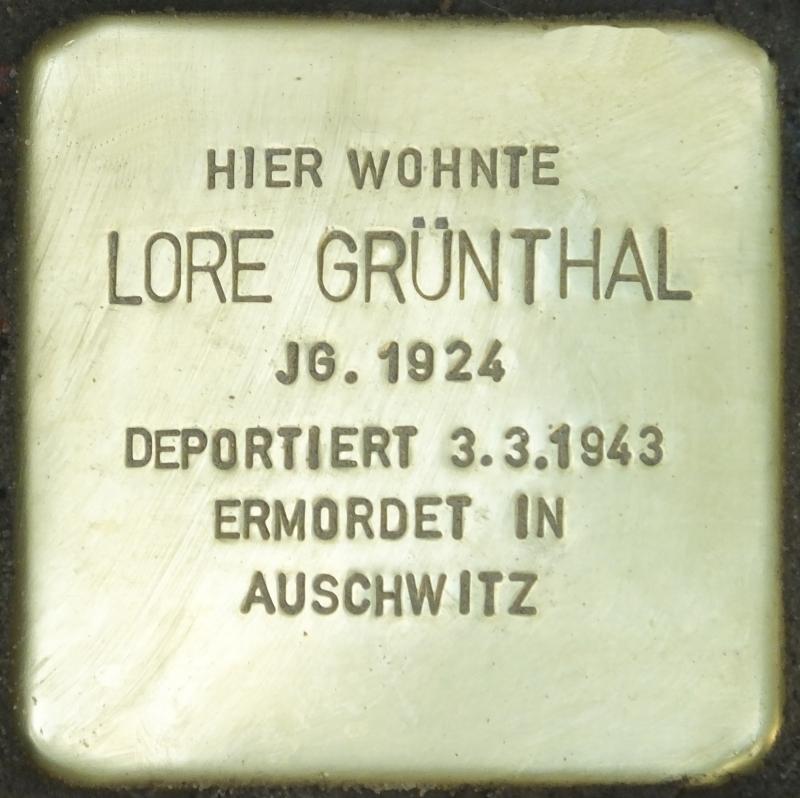 HIER WOHNTE
LORE GRÜNTHAL
JG. 1924
DEPORTIERT 3.3.1943
ERMORDET IN
AUSCHWITZ